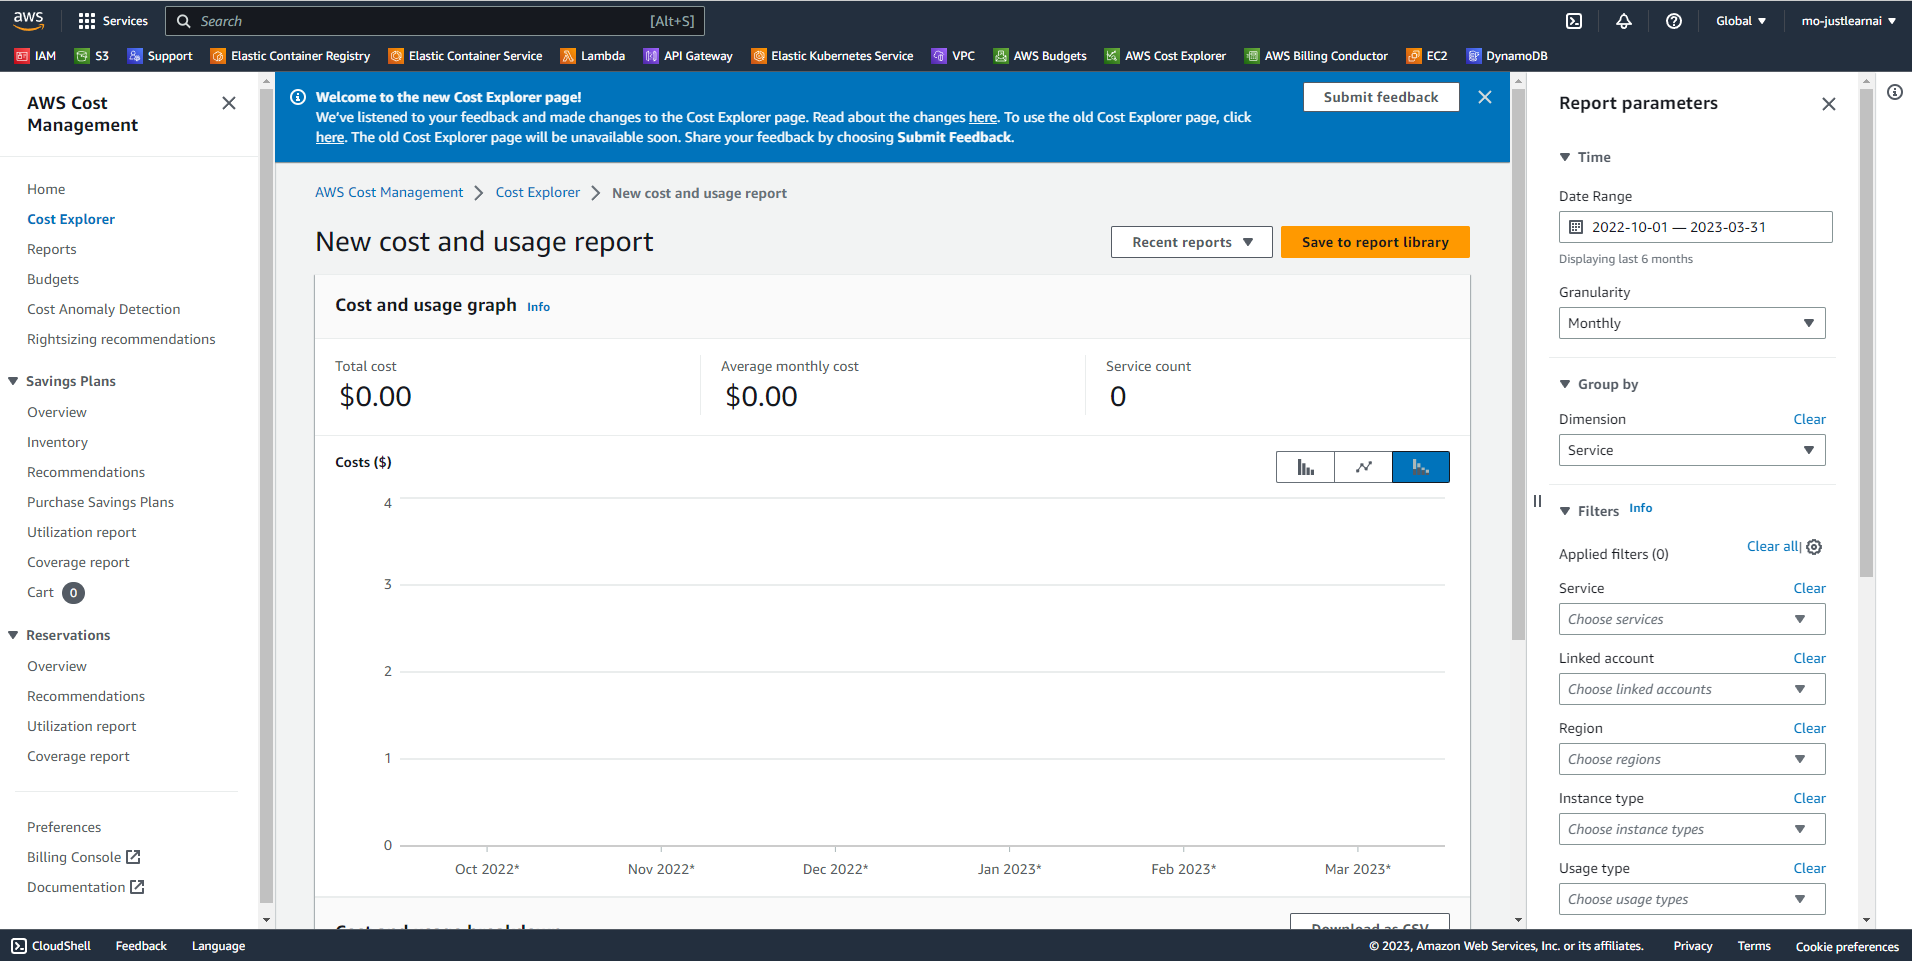 aws
Services
Search
[Alt+S]
Global
mo-justlearnai
IAM
S3
Support
Elastic Container Registry
Elastic Container Service
Lambda
API Gateway
Elastic Kubernetes Service
VPC
AWS Budgets
AWS Cost Explorer
AWS Billing Conductor
EC2
DynamoDB
AWS Cost
Management
Home
Cost Explorer
Reports
Budgets
Cost Anomaly Detection
Rightsizing recommendations
Savings Plans
Overview
Inventory
Recommendations
Purchase Savings Plans
Utilization report
Coverage report
Cart 0
Reservations
Overview
Recommendations
Utilization report
Coverage report
Preferences
Billing Console
Documentation
Welcome to the new Cost Explorer page!
We've listened to your feedback and made changes to the Cost Explorer page. Read about the changes here. To use the old Cost Explorer page, click
here. The old Cost Explorer page will be unavailable soon. Share your feedback by choosing Submit Feedback.
Submit feedback
AWS Cost Management
Cost Explorer
New cost and usage report
New cost and usage report
Recent reports
Save to report library
Cost and usage graph Info
Total cost
$0.00
Average monthly cost
$0.00
Service count
0
Costs ($)
4
3
2
1
0
Oct 2022*
Nov 2022*
Dec 2022*
Jan 2023*
Feb 2023*
Mar 2023*
Cost and usage breakdown
Download as CSV
Report parameters
Time
Date Range
2022-10-01 — 2023-03-31
Displaying last 6 months
Granularity
Monthly
Group by
Dimension
Clear
Service
Filters Info
Applied filters (0)
Clear all|
Service
Clear
Choose services
Linked account
Clear
Choose linked accounts
Region
Clear
Choose regions
Instance type
Clear
Choose instance types
Usage type
Clear
Choose usage types
CloudShell
Feedback
Language
© 2023, Amazon Web Services, Inc. or its affiliates.
Privacy
Terms
Cookie preferences